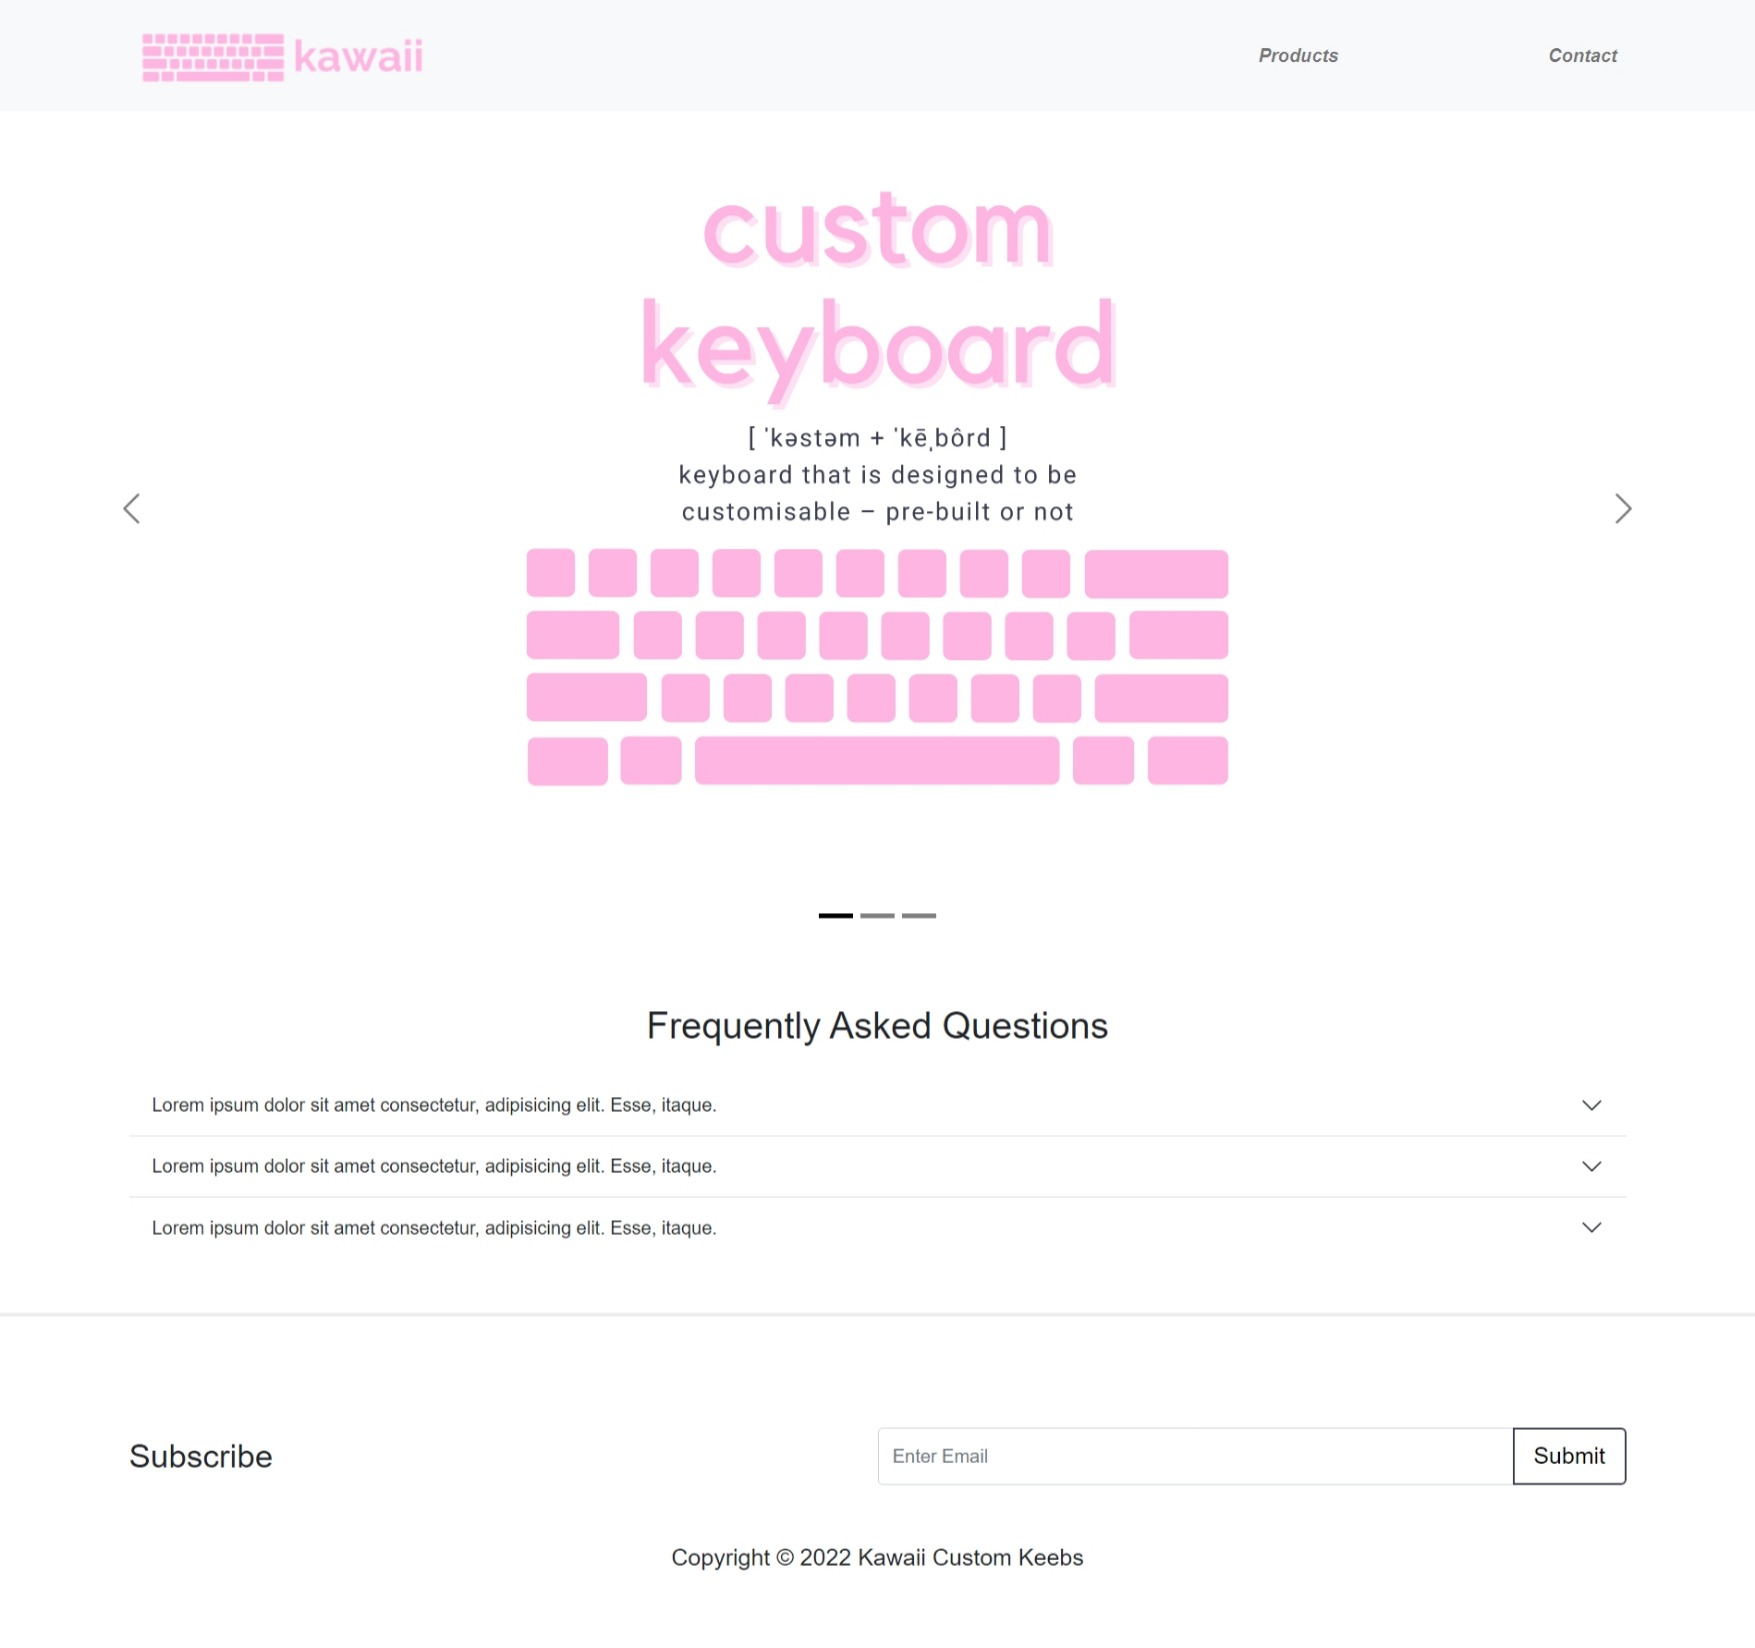 kawaii
Products
Contact
custom
keyboard
[ ˈkəstəm + ˈkēˌbôrd ]
keyboard that is designed to be
customisable – pre-built or not
Frequently Asked Questions
Lorem ipsum dolor sit amet consectetur, adipisicing elit. Esse, itaque.
Lorem ipsum dolor sit amet consectetur, adipisicing elit. Esse, itaque.
Lorem ipsum dolor sit amet consectetur, adipisicing elit. Esse, itaque.
Subscribe
Enter Email
Submit
Copyright © 2022 Kawaii Custom Keebs